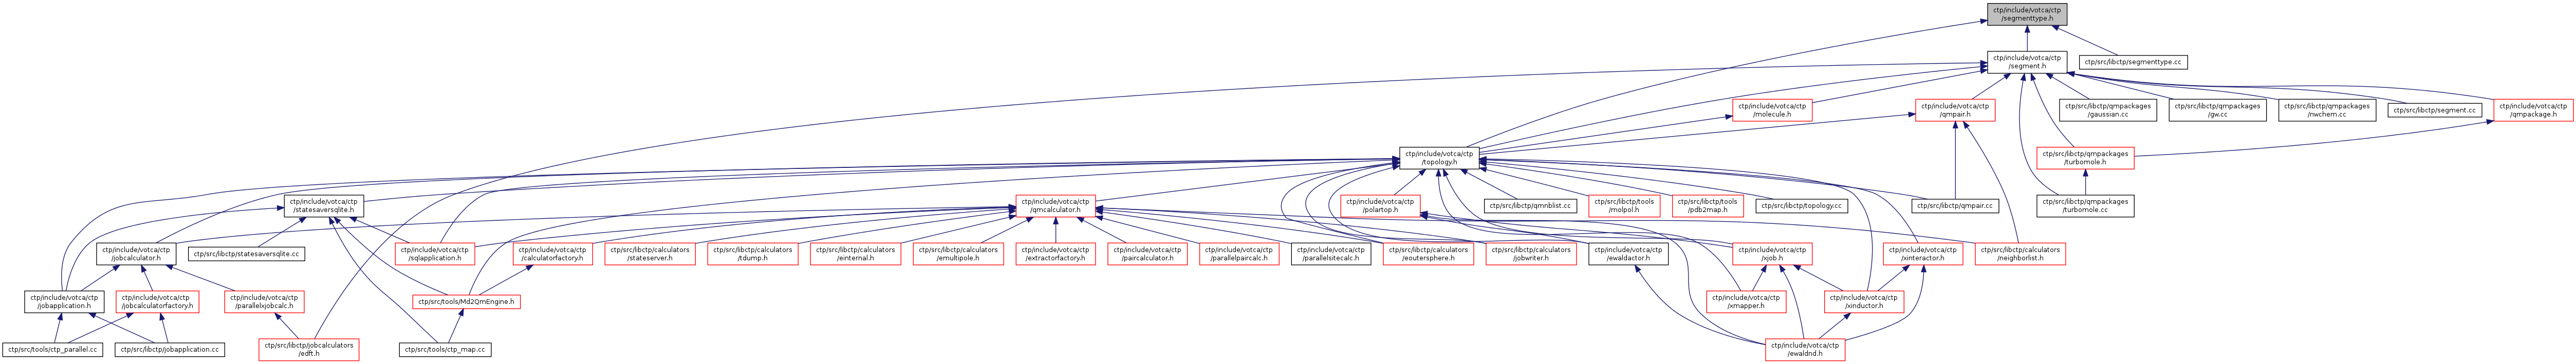 ctp/include/votca/ctp
/segmenttype.h
ctp/include/votca/ctp
/segment.h
ctp/src/libctp/segmenttype.cc
ctp/include/votca/ctp
/molecule.h
ctp/include/votca/ctp
/qmpair.h
ctp/src/libctp/qmpackages
/gaussian.cc
ctp/src/libctp/qmpackages
/gw.cc
ctp/src/libctp/qmpackages
/nwchem.cc
ctp/src/libctp/segment.cc
ctp/include/votca/ctp
/qmpackage.h
ctp/include/votca/ctp
/topology.h
ctp/src/libctp/qmpackages
/turbomole.h
ctp/include/votca/ctp
/statesaversqlite.h
ctp/include/votca/ctp
/qmcalculator.h
ctp/include/votca/ctp
/polartop.h
ctp/src/libctp/qmnblist.cc
ctp/src/libctp/tools
/molpol.h
ctp/src/libctp/tools
/pdb2map.h
ctp/src/libctp/topology.cc
ctp/src/libctp/qmpair.cc
ctp/src/libctp/qmpackages
/turbomole.cc
ctp/include/votca/ctp
/jobcalculator.h
ctp/src/libctp/statesaversqlite.cc
ctp/include/votca/ctp
/sqlapplication.h
ctp/include/votca/ctp
/calculatorfactory.h
ctp/src/libctp/calculators
/stateserver.h
ctp/src/libctp/calculators
/tdump.h
ctp/src/libctp/calculators
/einternal.h
ctp/src/libctp/calculators
/emultipole.h
ctp/include/votca/ctp
/extractorfactory.h
ctp/include/votca/ctp
/paircalculator.h
ctp/include/votca/ctp
/parallelpaircalc.h
ctp/include/votca/ctp
/parallelsitecalc.h
ctp/src/libctp/calculators
/eoutersphere.h
ctp/src/libctp/calculators
/jobwriter.h
ctp/include/votca/ctp
/ewaldactor.h
ctp/include/votca/ctp
/xjob.h
ctp/include/votca/ctp
/xinteractor.h
ctp/src/libctp/calculators
/neighborlist.h
ctp/include/votca/ctp
/jobapplication.h
ctp/include/votca/ctp
/jobcalculatorfactory.h
ctp/include/votca/ctp
/parallelxjobcalc.h
ctp/src/tools/Md2QmEngine.h
ctp/include/votca/ctp
/xmapper.h
ctp/include/votca/ctp
/xinductor.h
ctp/src/tools/ctp_parallel.cc
ctp/src/libctp/jobapplication.cc
ctp/src/libctp/jobcalculators
/edft.h
ctp/src/tools/ctp_map.cc
ctp/include/votca/ctp
/ewaldnd.h